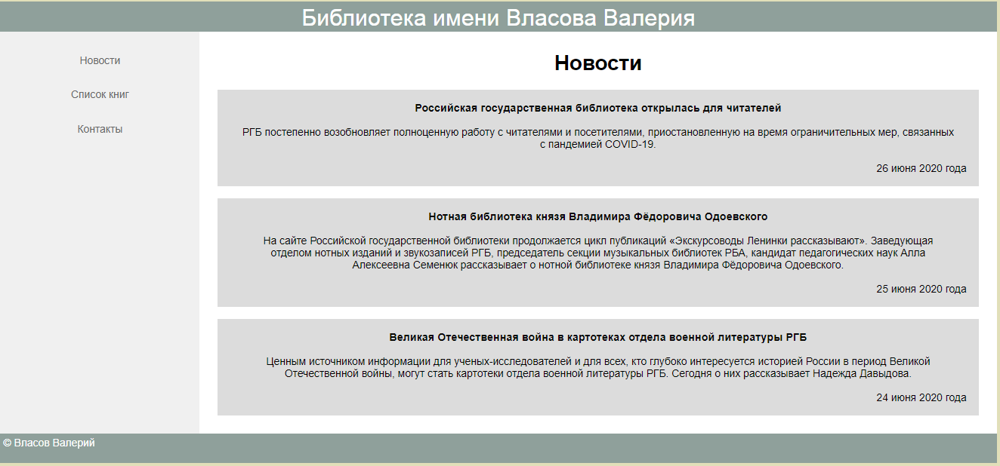 Библиотека имени Власова Валерия
Новости
Список книг
Контакты
Новости
Российская государственная библиотека открылась для читателей
РГБ постепенно возобновляет полноценную работу с читателями и посетителями, приостановленную на время ограничительных мер, связанных
с пандемией COVID-19.
26 июня 2020 года
Нотная библиотека князя Владимира Фёдоровича Одоевского
На сайте Российской государственной библиотеки продолжается цикл публикаций «Экскурсоводы Ленинки рассказывают». Заведующая
отделом нотных изданий и звукозаписей РГБ, председатель секции музыкальных библиотек РБА, кандидат педагогических наук Алла
Алексеевна Семенюк рассказывает о нотной библиотеке князя Владимира Фёдоровича Одоевского.
25 июня 2020 года
Великая Отечественная война в картотеках отдела военной литературы РГБ
Ценным источником информации для ученых-исследователей и для всех, кто глубоко интересуется историей России в период Великой
Отечественной войны, могут стать картотеки отдела военной литературы РГБ. Сегодня о них рассказывает Надежда Давыдова.
24 июня 2020 года
© Власов Валерий